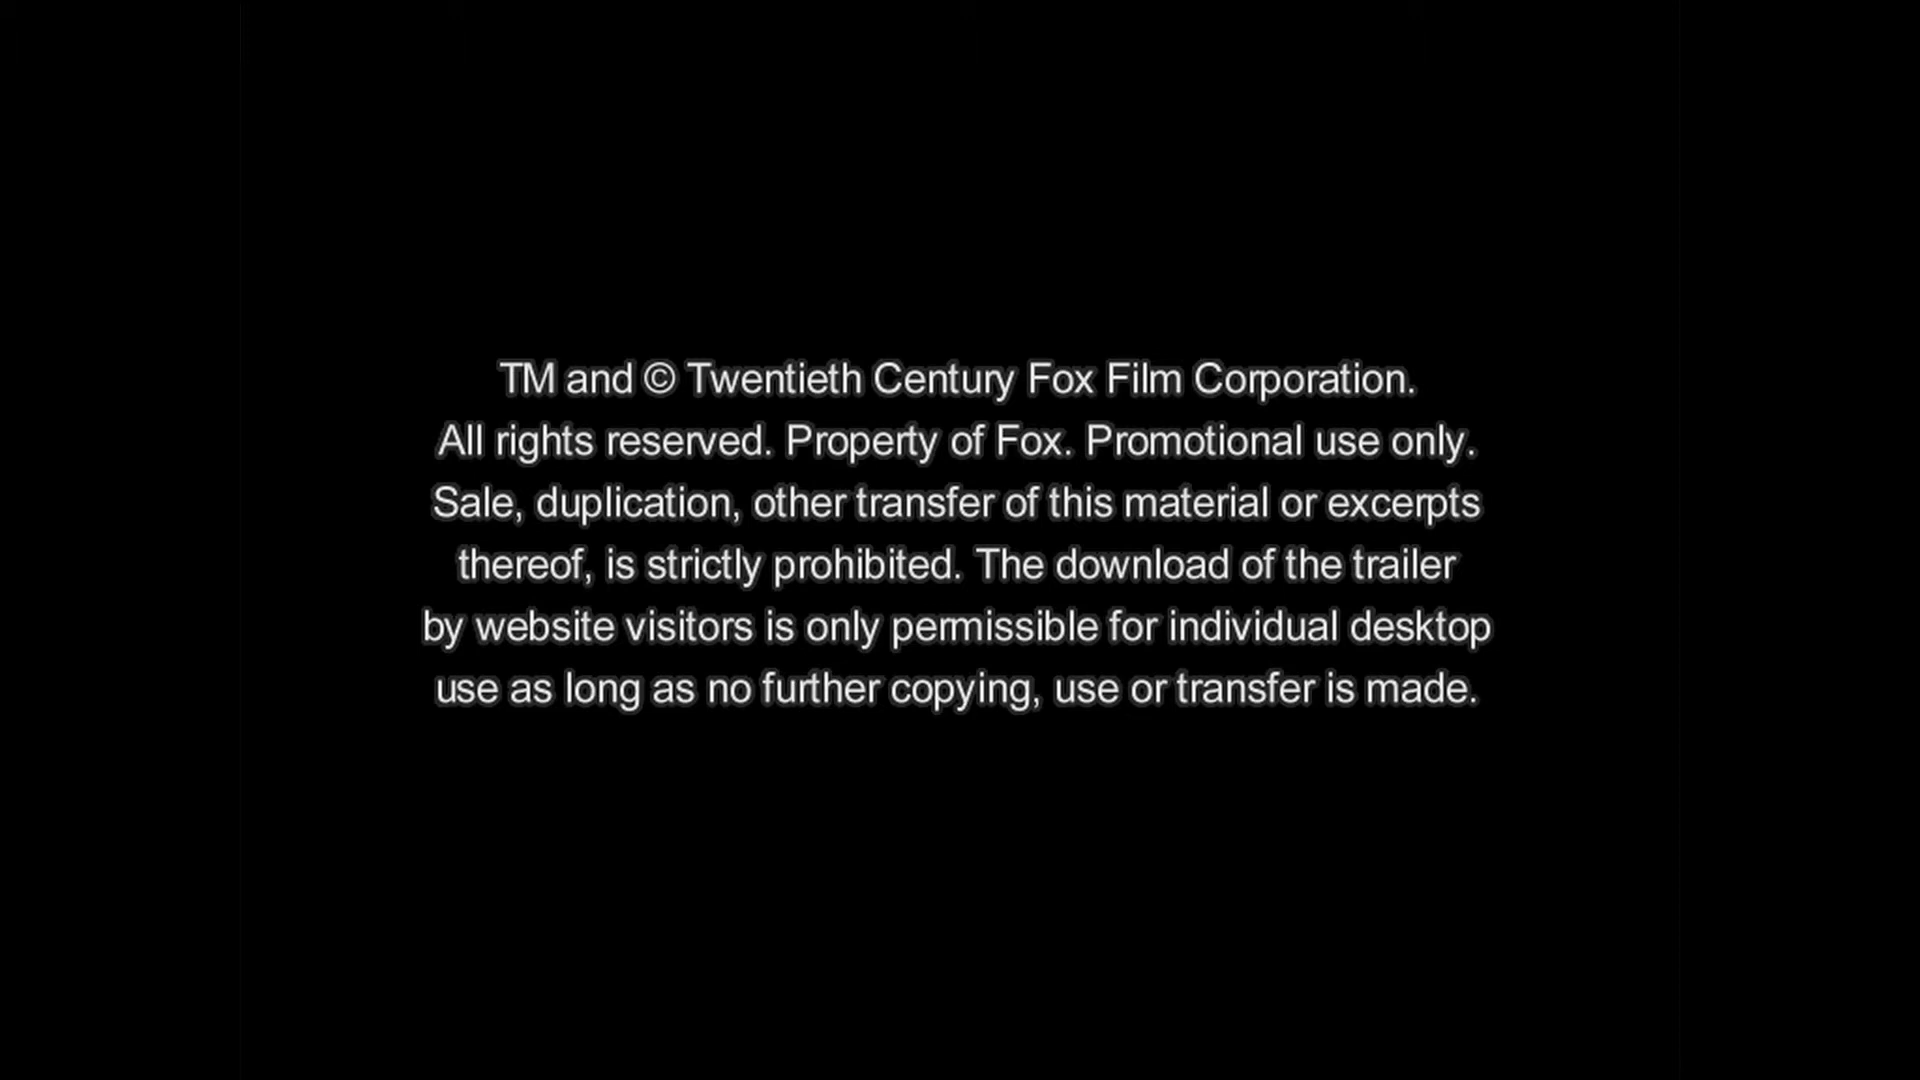 TM and © Twentieth Century Fox Film Corporation.
All rights reserved. Property of Fox. Promotional use only.
Sale, duplication, other transfer of this material or excerpts
thereof, is strictly prohibited. The download of the trailer
by website visitors is only permissible for individual desktop
use as long as no further copying, use or transfer is made.